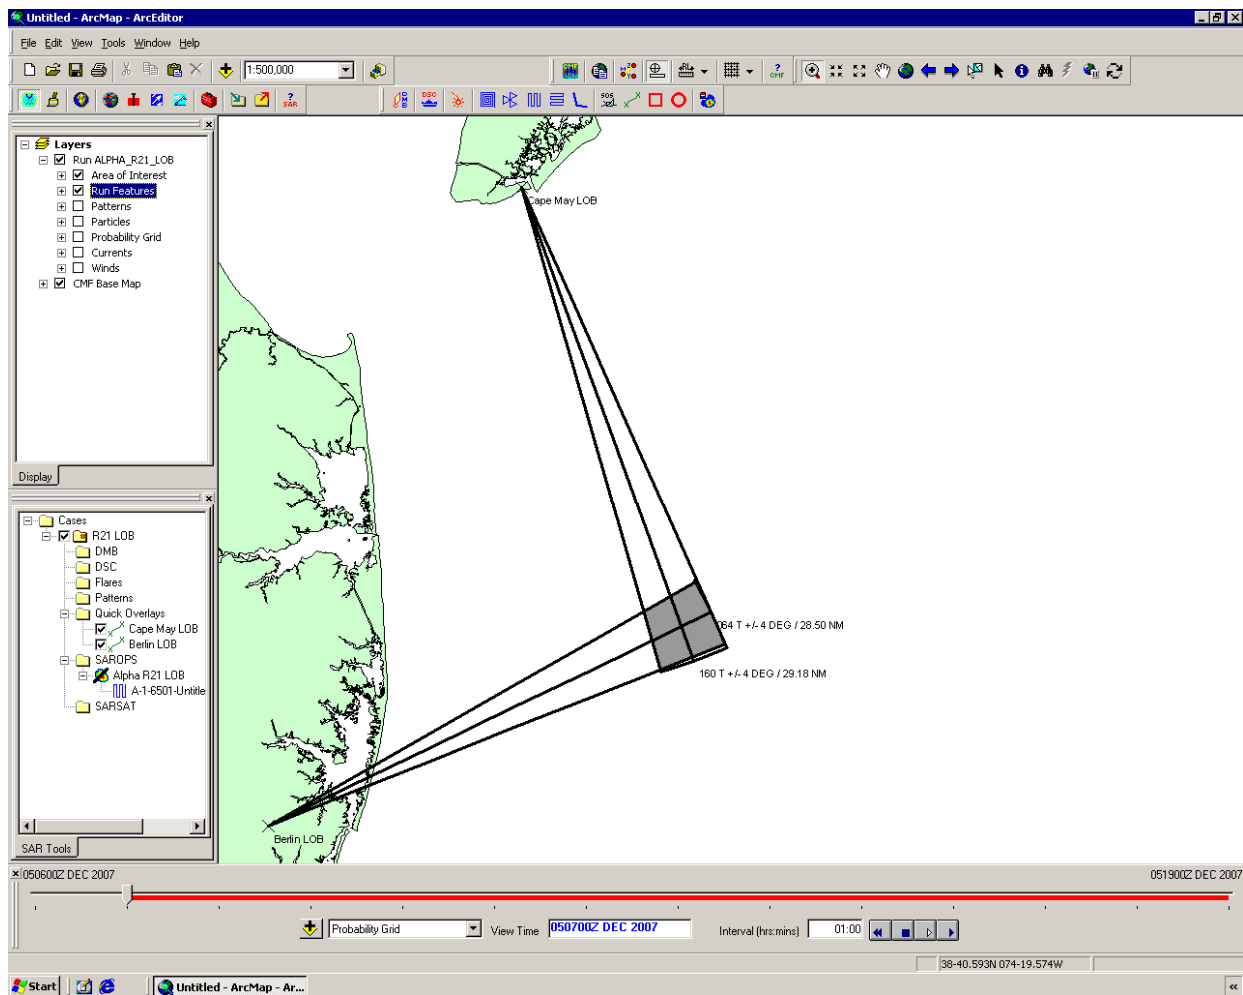 Untitled - ArcMap - ArcEditor
File Edit View Tools Window Help
1:500,000
? CMF
? SAR
DMB
DSC
SOS
Layers
Run ALPHA_R21_LOB
Area of Interest
Run Features
Patterns
Particles
Probability Grid
Currents
Winds
CMF Base Map
Display
Cases
R21 LOB
DMB
DSC
Flares
Patterns
Quick Overlays
Cape May LOB
Berlin LOB
SAROPS
Alpha R21 LOB
A-1-6501-Untitle
SARSAT
SAR Tools
Cape May LOB
064 T +/- 4 DEG / 28.50 NM
160 T +/- 4 DEG / 29.18 NM
Berlin LOB
050600Z DEC 2007
051900Z DEC 2007
Probability Grid
View Time
050700Z DEC 2007
Interval (hrs:mins)
01:00
38-40.593N 074-19.574W
Start
Untitled - ArcMap - Ar...